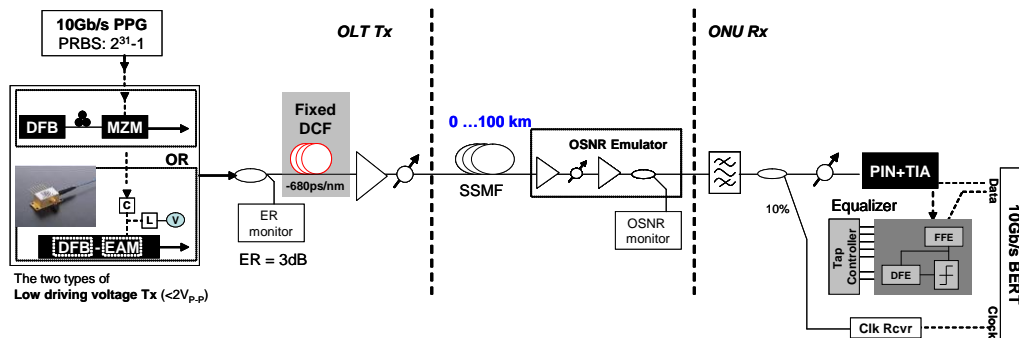 10Gb/s PPG
PRBS: 2³¹-1
OLT Tx
ONU Rx
DFB
MZM
OR
C
L
V
DFB - EAM
The two types of
Low driving voltage Tx (<2V_P-P)
ER
monitor
ER = 3dB
Fixed
DCF
-680ps/nm
0 ...100 km
SSMF
OSNR Emulator
OSNR
monitor
10%
PIN+TIA
Equalizer
Tap
Controller
FFE
DFE
Clk Rcvr
Data
Clock
10Gb/s BERT